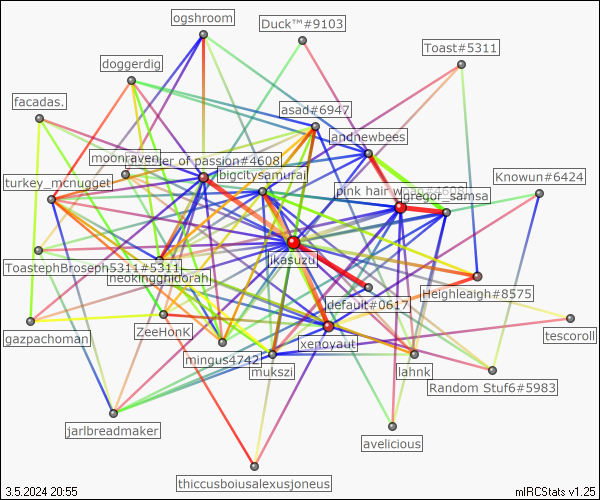 ogshroom
Duck™#9103
Toast#5311
doggerdig
facadas.
asad#6947
andnewbees
moonraven
er of passion#4608
bigcitysamurai
turkey_mcnugget
pink hair w
gregor_samsa
Knowun#6424
jkasuzu
ToastephBroseph5311#5311
neokingghidorah
Heighleaigh#8575
default#0617
gazpachoman
ZeeHonK
xenoyaut
tescoroll
mingus4742
mukszi
lahnk
Random Stuf6#5983
jarlbreadmaker
avelicious
thiccusboiusalexusjoneus
3.5.2024 20:55
mIRCStats v1.25